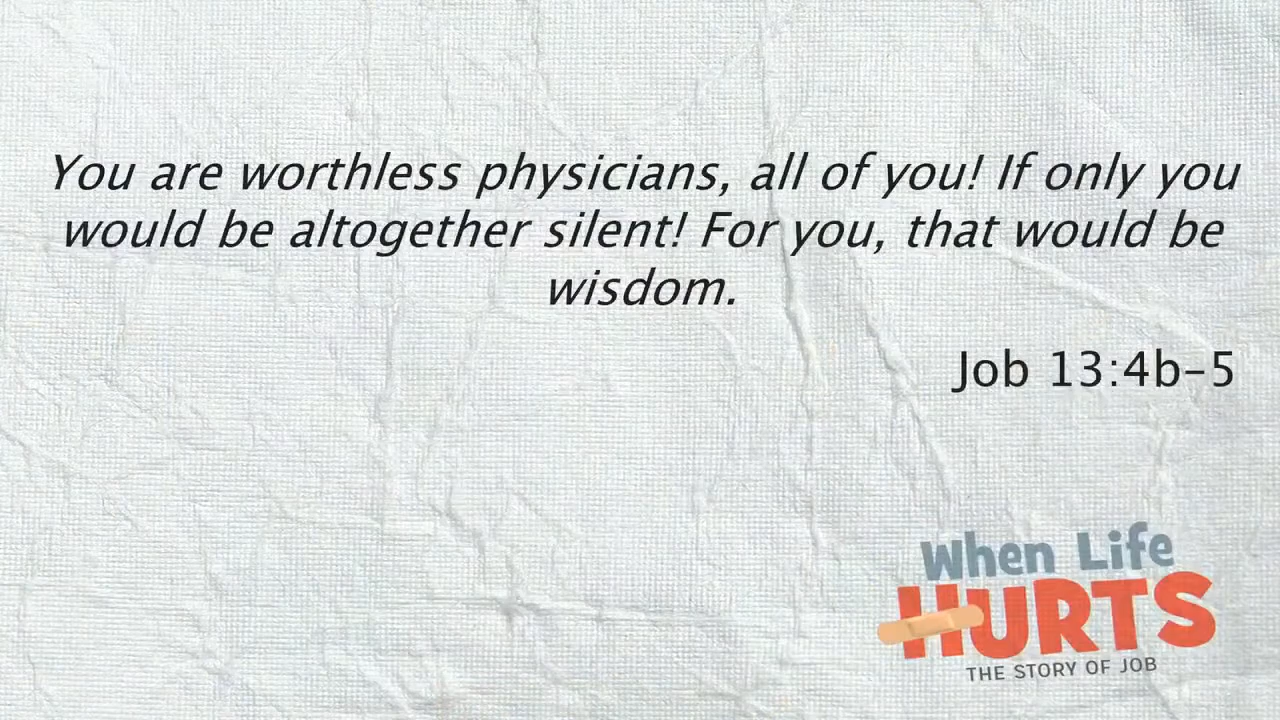 You are worthless physicians, all of you! If only you
would be altogether silent! For you, that would be
wisdom.
Job 13:4b–5
When Life
HURTS
THE STORY OF JOB